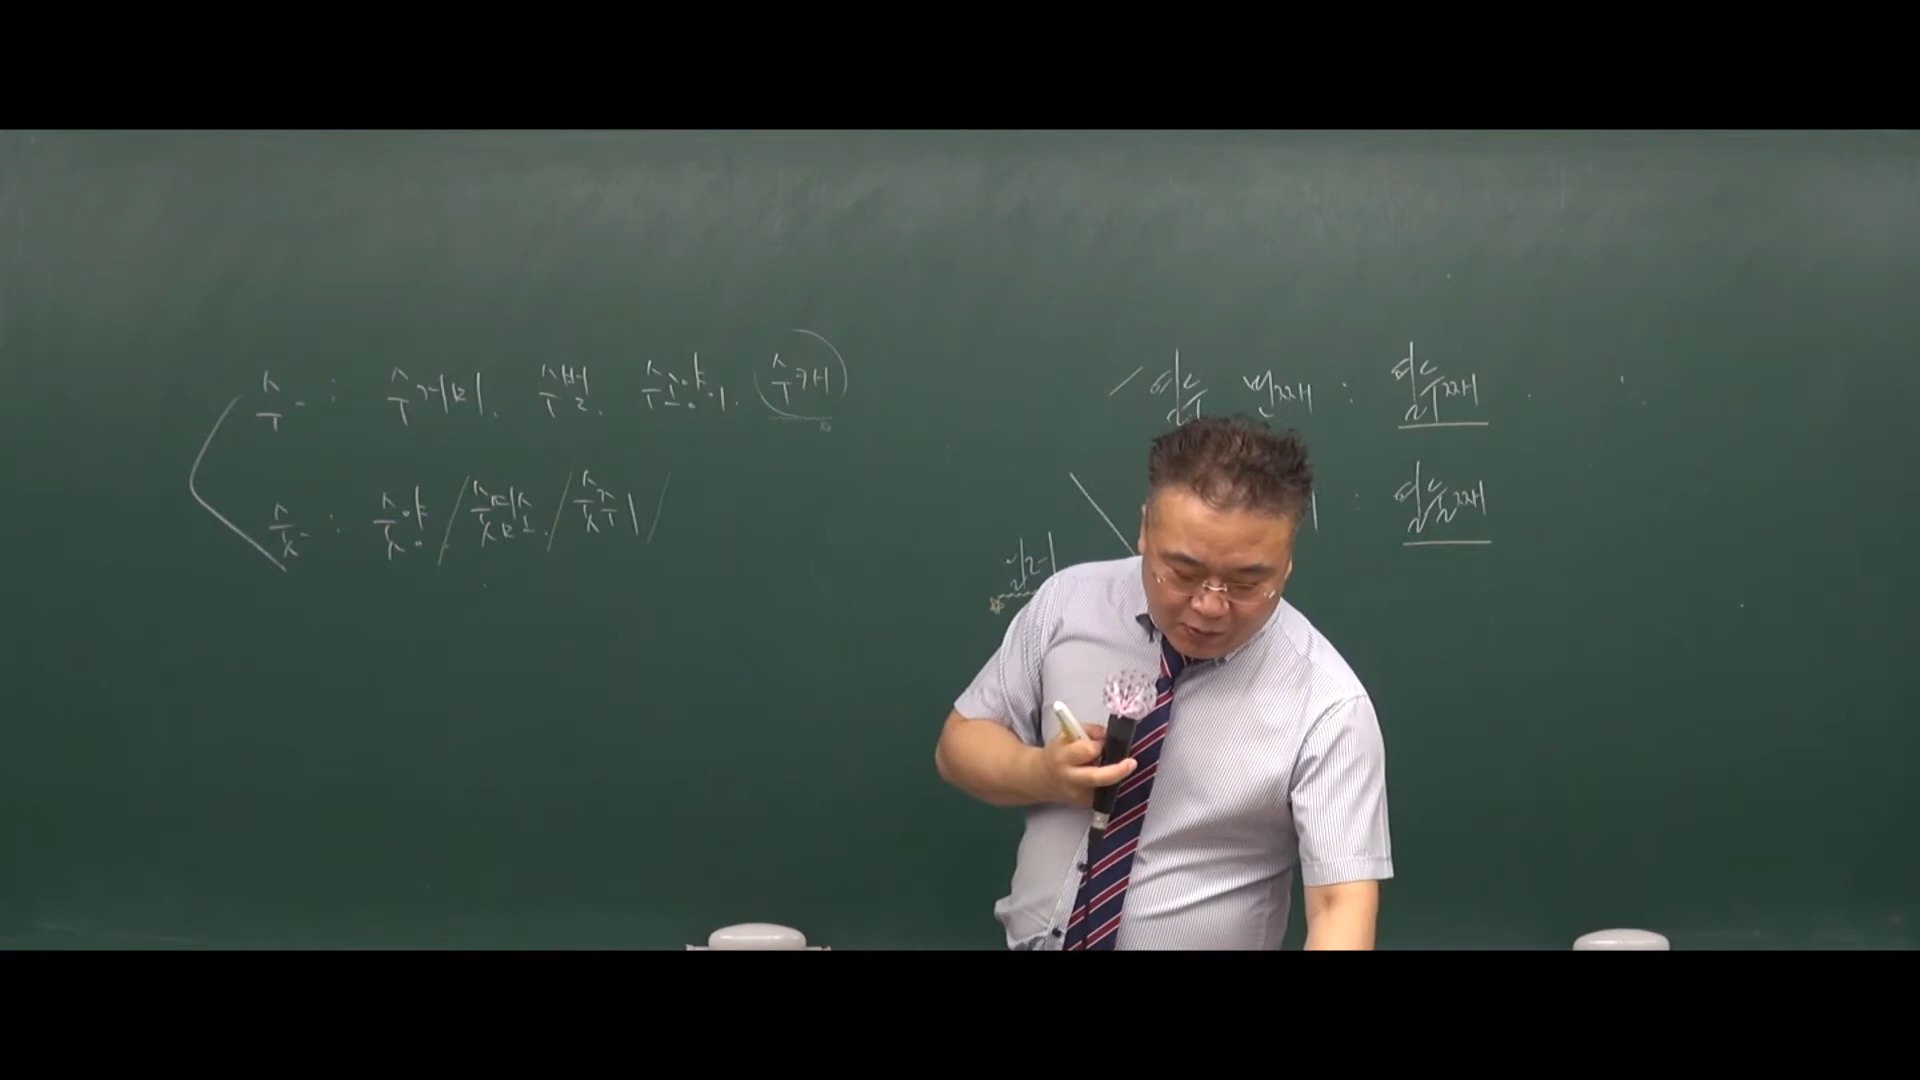 수- : 수거미. 수벌. 수고양이. 수캐
숫- : 숫양 / 숫염소. / 숫쥐 /
열두 번째 : 열두째
열둘째